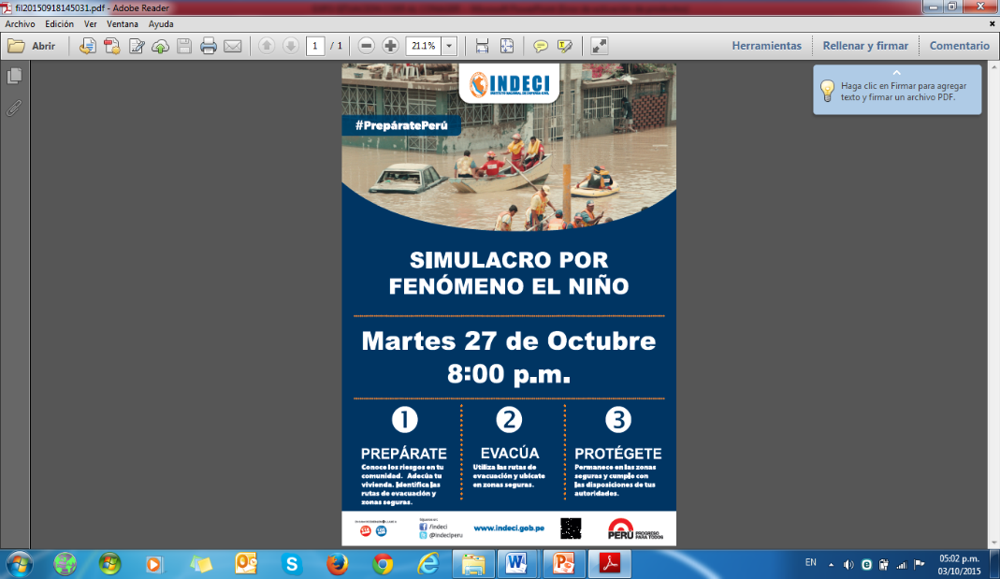 fil20150918145031.pdf - Adobe Reader
Archivo Edición Ver Ventana Ayuda
Abrir 1 / 1 21.1% Herramientas Rellenar y firmar Comentario
Haga clic en Firmar para agregar
texto y firmar un archivo PDF.
INDECI
INSTITUTO NACIONAL DE DEFENSA CIVIL
#PrepáratePerú
SIMULACRO POR
FENÓMENO EL NIÑO
Martes 27 de Octubre
8:00 p.m.
1
PREPÁRATE
Conoce los riesgos en tu
comunidad. Adecúa tu
vivienda. Identifica las
rutas de evacuación y
zonas seguras.
2
EVACÚA
Utiliza las rutas de
evacuación y ubícate
en zonas seguras.
3
PROTÉGETE
Permanece en las zonas
seguras y cumple con
las disposiciones de tus
autoridades.
Síguenos en:
/indeci
@indeciperu
www.indeci.gob.pe
PERÚ PROGRESO
PARA TODOS
EN
05:02 p.m.
03/10/2015